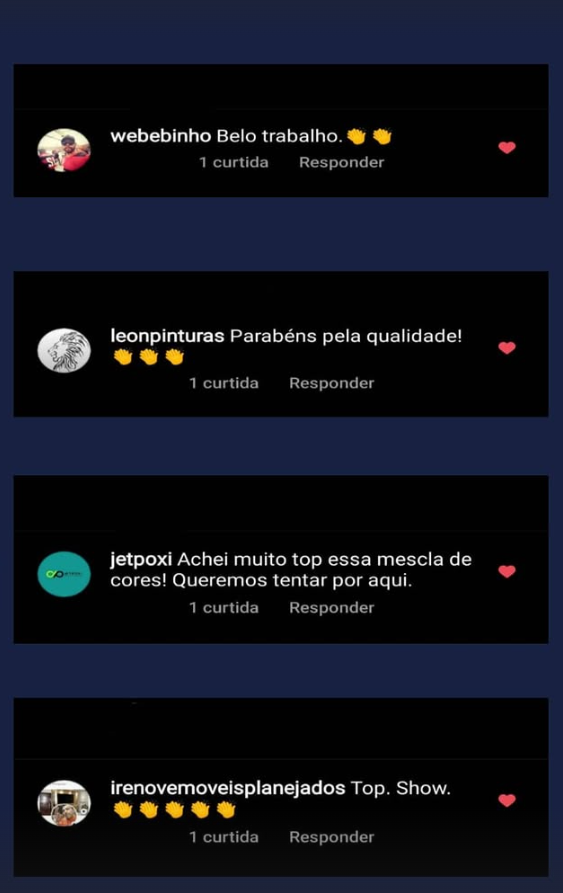 webebinho Belo trabalho.👏👏
1 curtida Responder
leonpinturas Parabéns pela qualidade!
👏👏👏
1 curtida Responder
jetpoxi Achei muito top essa mescla de
cores! Queremos tentar por aqui.
1 curtida Responder
irenovemoveisplanejados Top. Show.
👏👏👏👏👏
1 curtida Responder